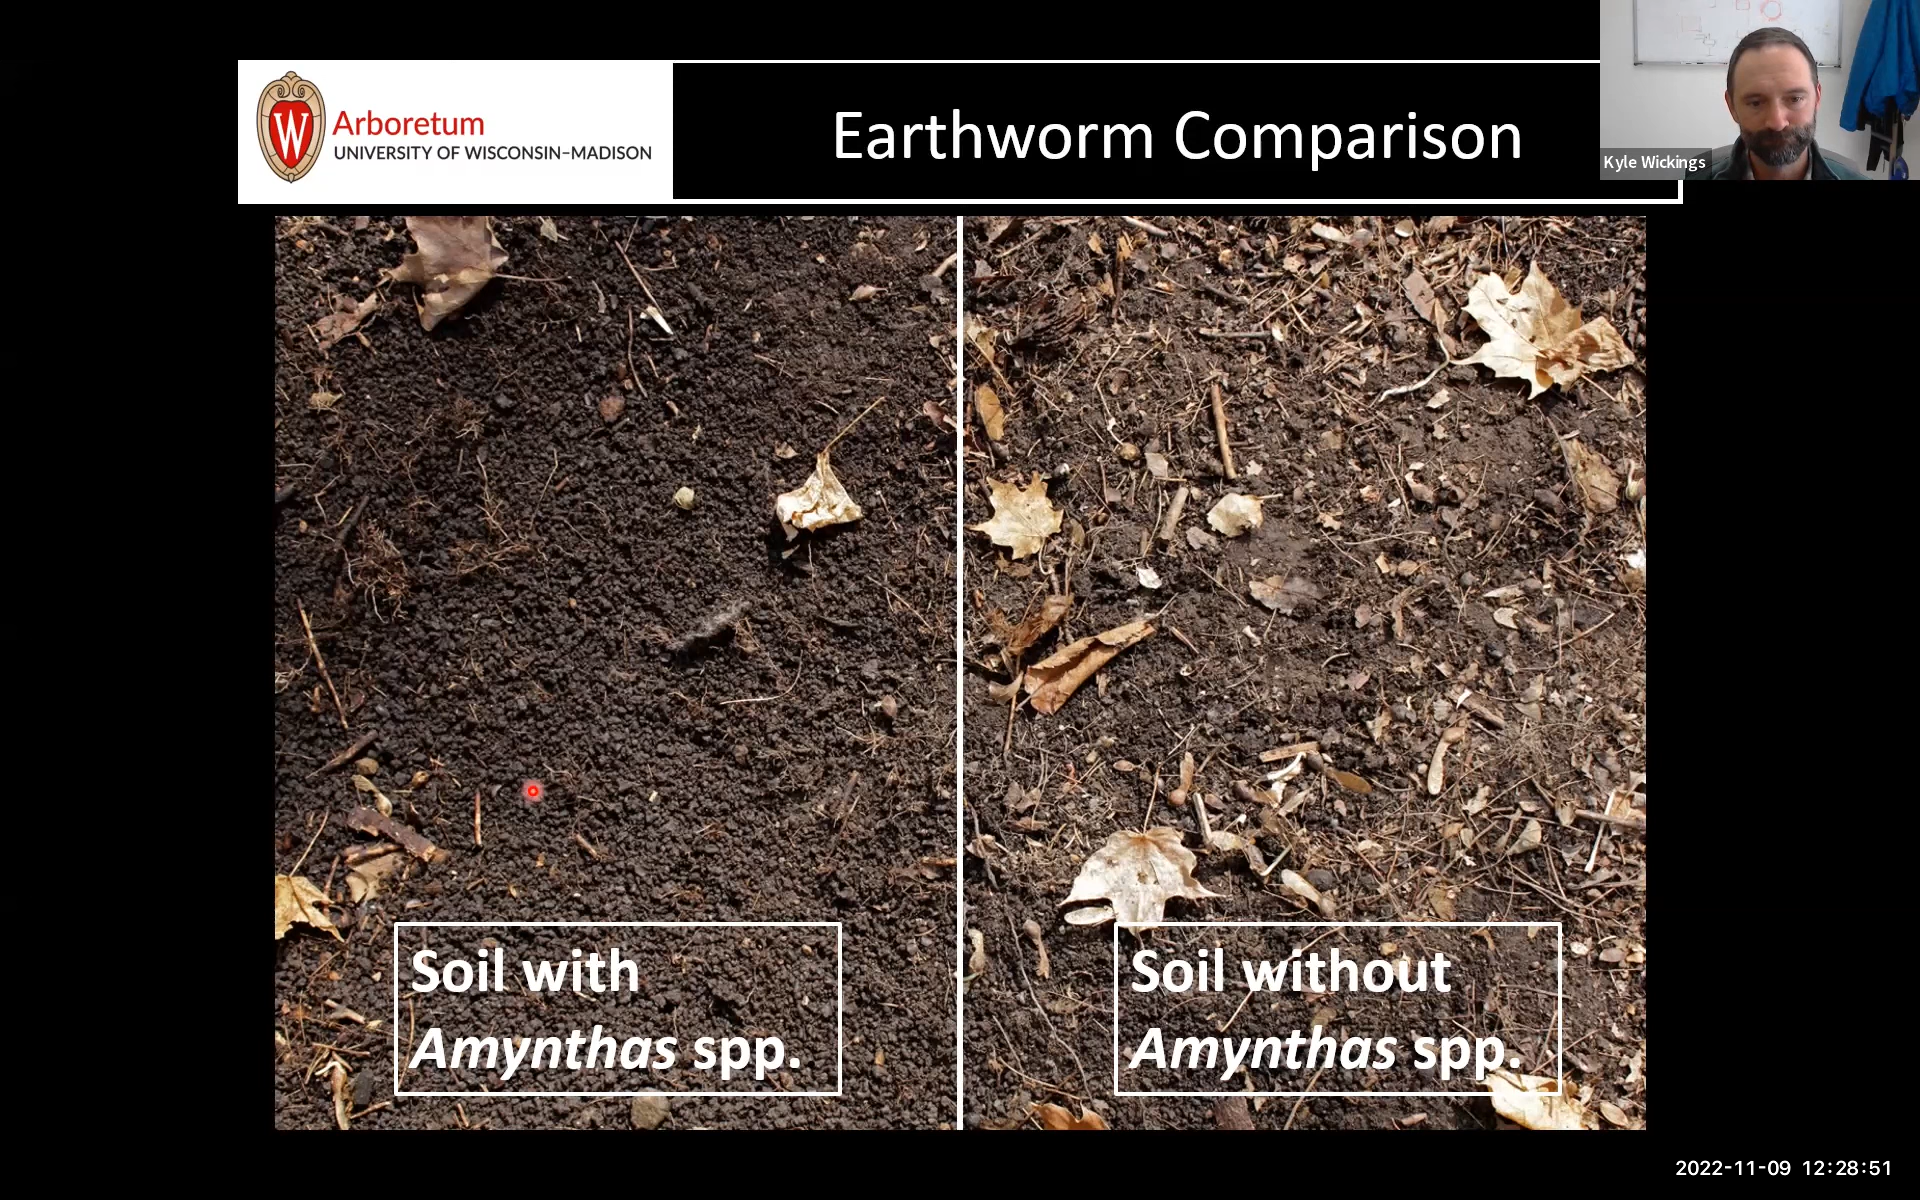 W
Arboretum
UNIVERSITY OF WISCONSIN–MADISON
Earthworm Comparison
Kyle Wickings
Soil with
Amynthas spp.
Soil without
Amynthas spp.
2022-11-09 12:28:51